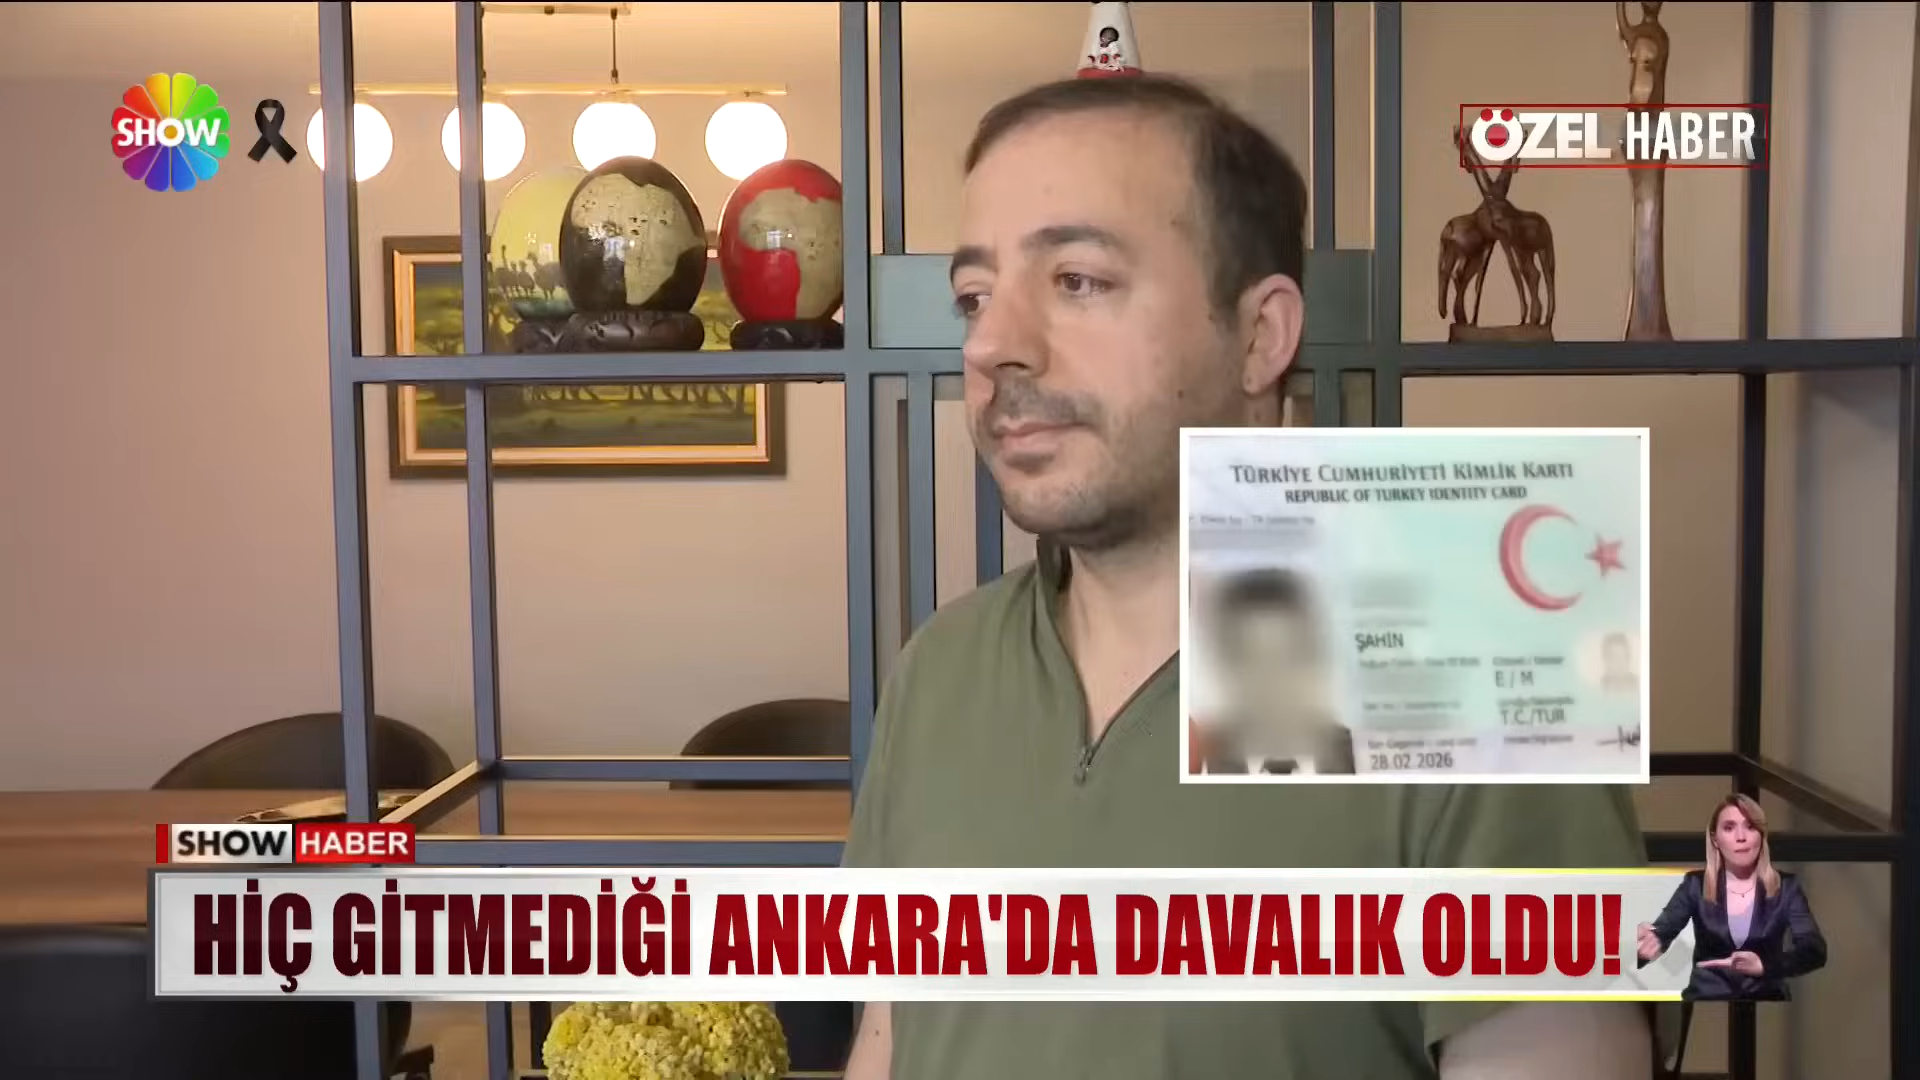 SHOW
ÖZEL HABER
TÜRKİYE CUMHURİYETİ KİMLİK KARTI
REPUBLIC OF TURKEY IDENTITY CARD
ŞAHİN
E / M
T.C./TUR
28.02.2026
SHOW HABER
HİÇ GİTMEDİĞİ ANKARA'DA DAVALIK OLDU!